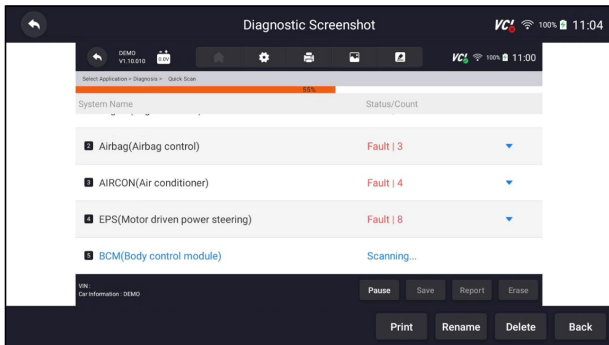 Diagnostic Screenshot
VC 100% 11:04
DEMO
V1.10.010
0.0V
VC 100% 11:00
Select Application > Diagnosis > Quick Scan
55%
System Name Status/Count
2 Airbag(Airbag control) Fault | 3
3 AIRCON(Air conditioner) Fault | 4
4 EPS(Motor driven power steering) Fault | 8
5 BCM(Body control module) Scanning...
VIN :
Car Information : DEMO
Pause Save Report Erase
Print Rename Delete Back